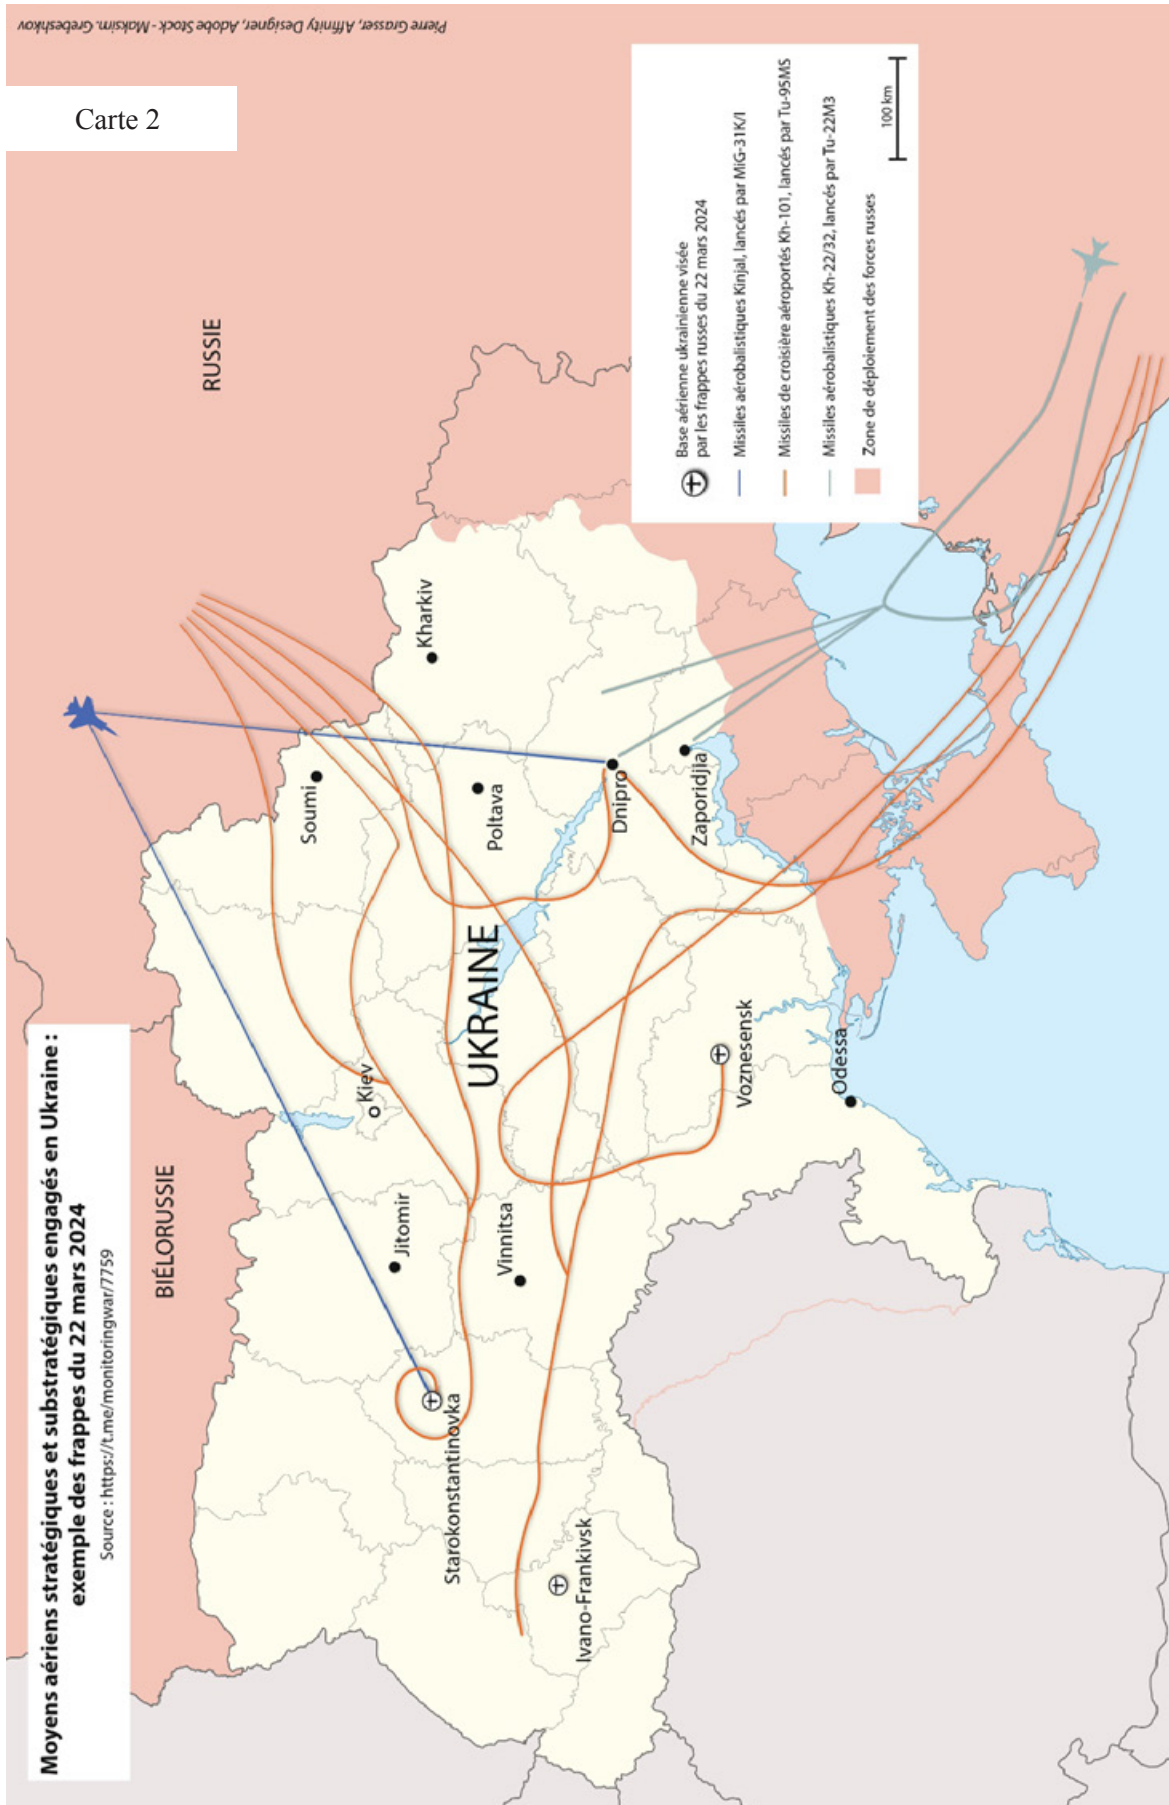 Carte 2
Moyens aériens stratégiques et substratégiques engagés en Ukraine :
exemple des frappes du 22 mars 2024
Source : https://t.me/monitoringwar/7759
BIÉLORUSSIE
RUSSIE
Soumi
Kharkiv
Kiev
Jitomir
Poltava
UKRAINE
Vinnitsa
Starokonstantinovka
Ivano-Frankivsk
Dnipro
Zaporidjia
Voznesensk
Odessa
Base aérienne ukrainienne visée
par les frappes russes du 22 mars 2024
Missiles aérobalistiques Kinjal, lancés par MiG-31K/I
Missiles de croisière aéroportés Kh-101, lancés par Tu-95MS
Missiles aérobalistiques Kh-22/32, lancés par Tu-22M3
Zone de déploiement des forces russes
100 km
Pierre Grasser, Affinity Designer, Adobe Stock - Maksim. Grebeshkov